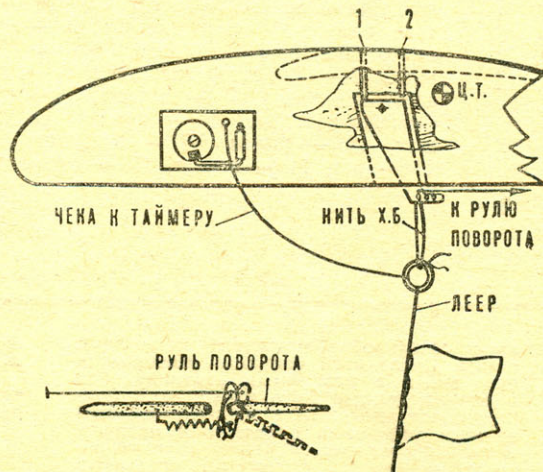 1 2
Ц.Т.
ЧЕКА К ТАЙМЕРУ
НИТЬ Х.Б.
К РУЛЮ
ПОВОРОТА
ЛЕЕР
РУЛЬ ПОВОРОТА